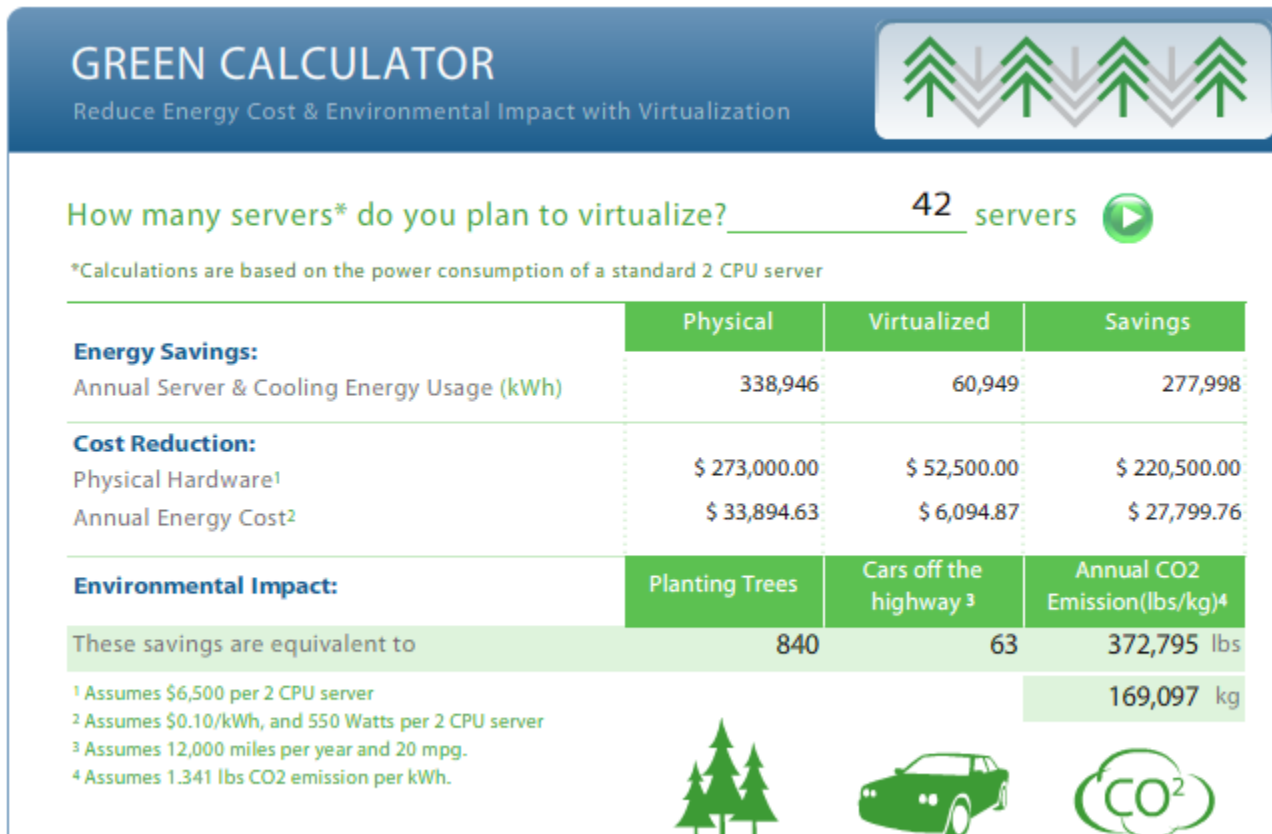 GREEN CALCULATOR
Reduce Energy Cost & Environmental Impact with Virtualization
How many servers* do you plan to virtualize? 42 servers
*Calculations are based on the power consumption of a standard 2 CPU server
Physical Virtualized Savings
Energy Savings:
Annual Server & Cooling Energy Usage (kWh) 338,946 60,949 277,998
Cost Reduction:
Physical Hardware¹ $ 273,000.00 $ 52,500.00 $ 220,500.00
Annual Energy Cost² $ 33,894.63 $ 6,094.87 $ 27,799.76
Environmental Impact: Planting Trees Cars off the highway ³ Annual CO2 Emission(lbs/kg)⁴
These savings are equivalent to 840 63 372,795 lbs
169,097 kg
¹ Assumes $6,500 per 2 CPU server
² Assumes $0.10/kWh, and 550 Watts per 2 CPU server
³ Assumes 12,000 miles per year and 20 mpg.
⁴ Assumes 1.341 lbs CO2 emission per kWh.
CO²